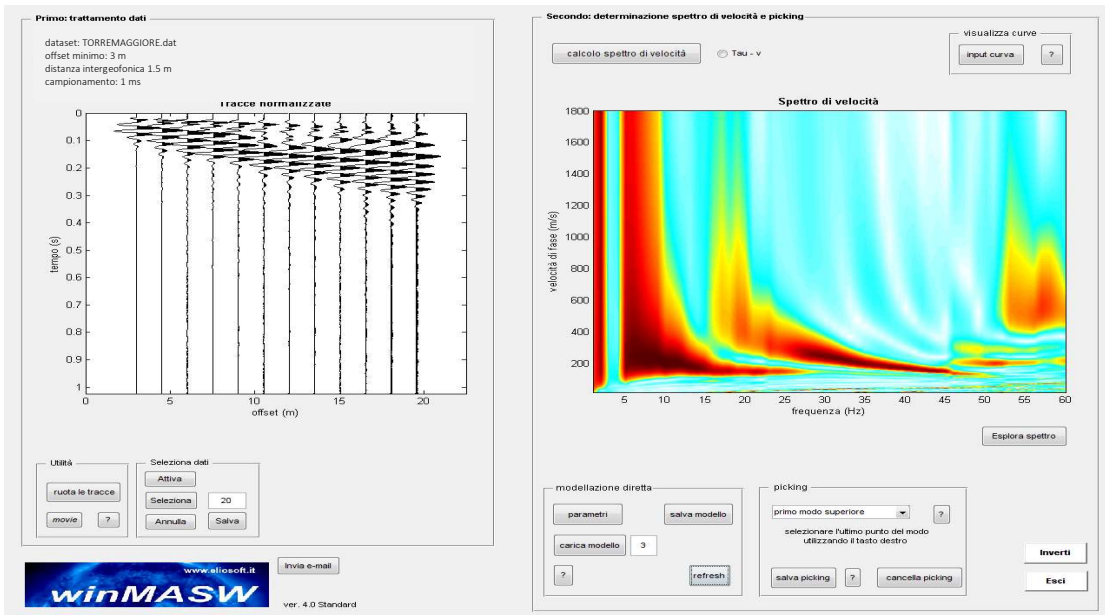 Primo: trattamento dati
dataset: TORREMAGGIORE.dat
offset minimo: 3 m
distanza intergeofonica 1.5 m
campionamento: 1 ms
Tracce normalizzate
0
0.1
0.2
0.3
0.4
0.5
0.6
0.7
0.8
0.9
1
tempo (s)
0 5 10 15 20
offset (m)
Utilità
ruota le tracce
movie ?
Seleziona dati
Attiva
Seleziona 20
Annulla Salva
www.eliosoft.it
winMASW
Invia e-mail
ver. 4.0 Standard
Secondo: determinazione spettro di velocità e picking
calcolo spettro di velocità Tau - v
visualizza curve
input curva ?
Spettro di velocità
1800
1600
1400
1200
1000
800
600
400
200
velocità di fase (m/s)
5 10 15 20 25 30 35 40 45 50 55 60
frequenza (Hz)
Esplora spettro
modellazione diretta
parametri salva modello
carica modello 3
? refresh
picking
primo modo superiore ?
selezionare l'ultimo punto del modo
utilizzando il tasto destro
salva picking ? cancella picking
Inverti
Esci